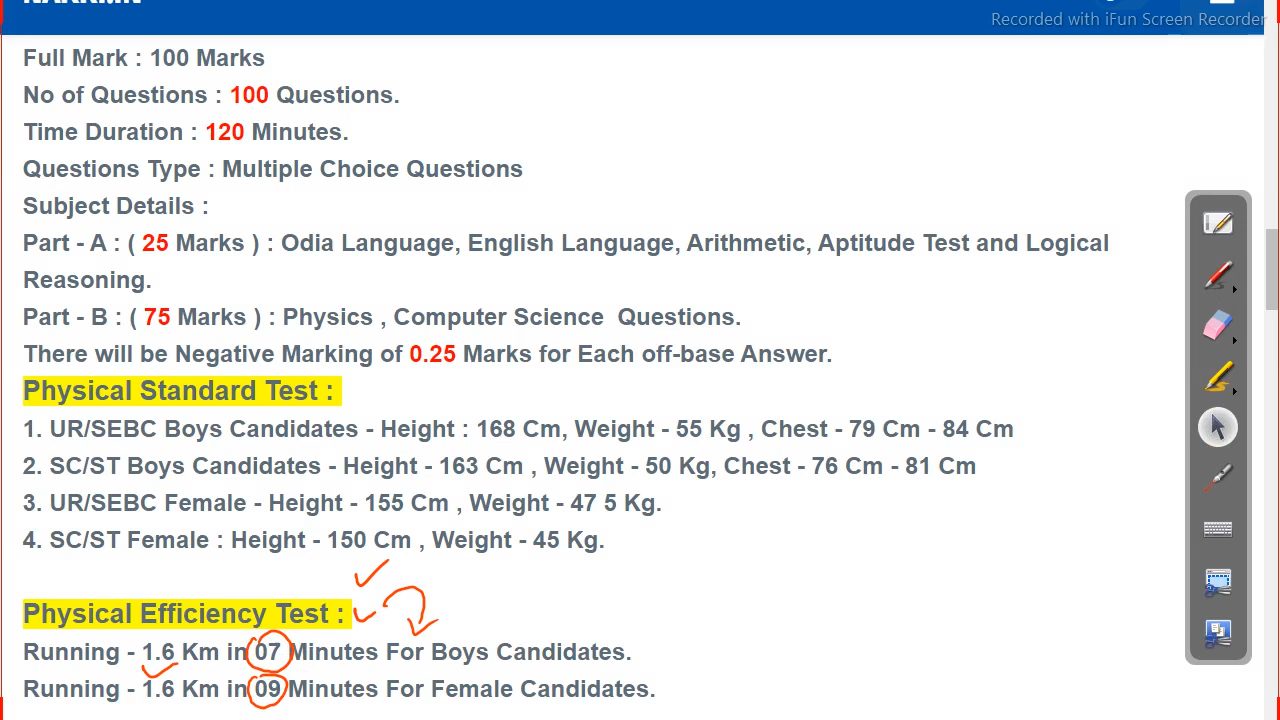 Recorded with iFun Screen Recorder
Full Mark : 100 Marks
No of Questions : 100 Questions.
Time Duration : 120 Minutes.
Questions Type : Multiple Choice Questions
Subject Details :
Part - A : ( 25 Marks ) : Odia Language, English Language, Arithmetic, Aptitude Test and Logical
Reasoning.
Part - B : ( 75 Marks ) : Physics , Computer Science  Questions.
There will be Negative Marking of 0.25 Marks for Each off-base Answer.
Physical Standard Test :
1. UR/SEBC Boys Candidates - Height : 168 Cm, Weight - 55 Kg , Chest - 79 Cm - 84 Cm
2. SC/ST Boys Candidates - Height - 163 Cm , Weight - 50 Kg, Chest - 76 Cm - 81 Cm
3. UR/SEBC Female - Height - 155 Cm , Weight - 47 5 Kg.
4. SC/ST Female : Height - 150 Cm , Weight - 45 Kg.
Physical Efficiency Test :
Running - 1.6 Km in 07 Minutes For Boys Candidates.
Running - 1.6 Km in 09 Minutes For Female Candidates.